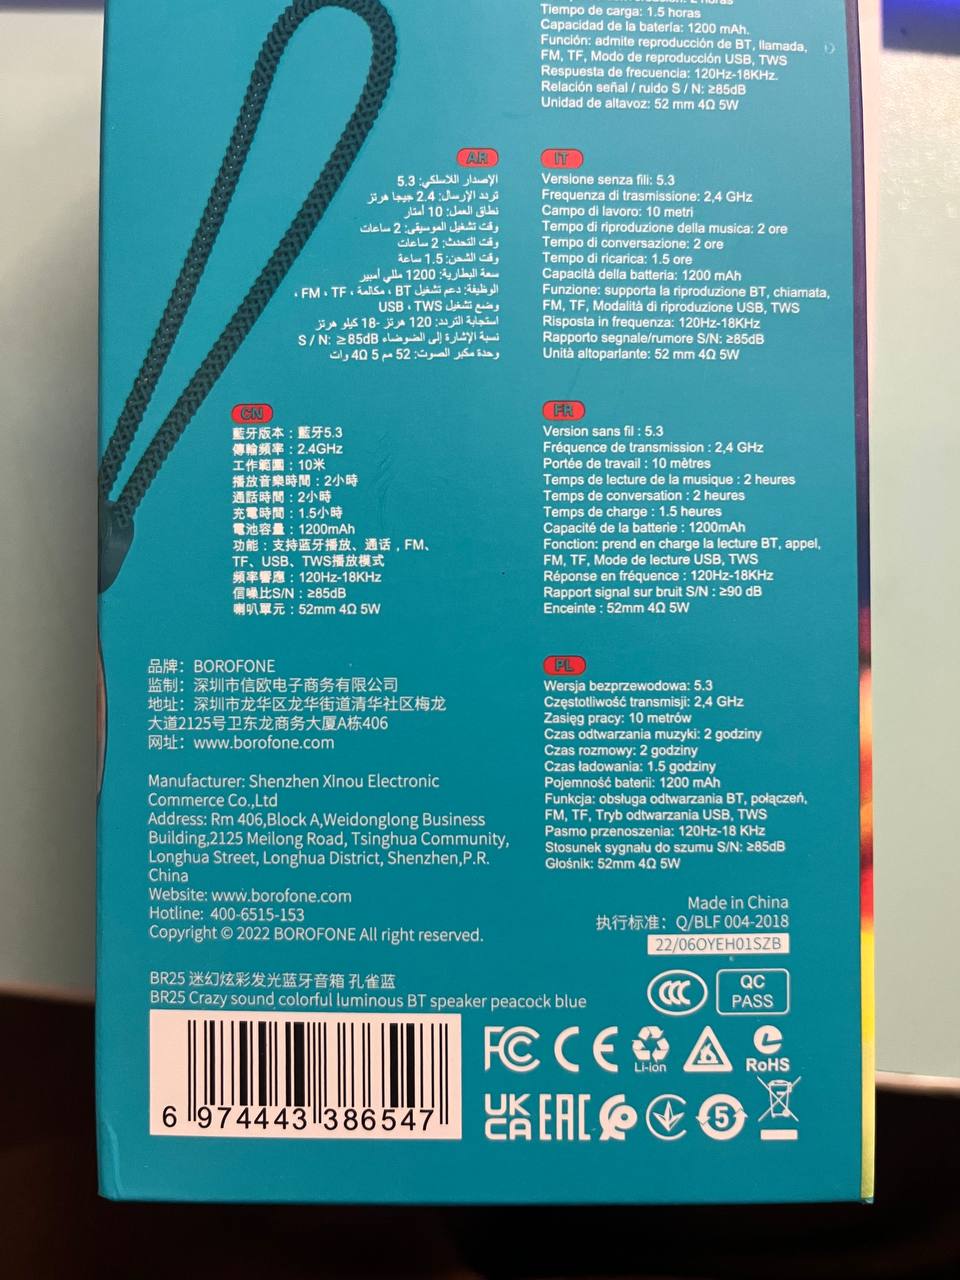 Tiempo de carga: 1.5 horas
Capacidad de la batería: 1200 mAh.
Función: admite reproducción de BT, llamada,
FM, TF, Modo de reproducción USB, TWS
Respuesta de frecuencia: 120Hz-18KHz.
Relación señal / ruido S / N: ≥85dB
Unidad de altavoz: 52 mm 4Ω 5W
AR
الإصدار اللاسلكي: 5.3
تردد الإرسال: 2.4 جيجا هرتز
نطاق العمل: 10 أمتار
وقت تشغيل الموسيقى: 2 ساعات
وقت التحدث: 2 ساعات
وقت الشحن: 1.5 ساعة
سعة البطارية: 1200 مللي أمبير
الوظيفة: دعم تشغيل BT ، مكالمة ، FM ، TF ،
وضع تشغيل USB ، TWS
استجابة التردد: 120 هرتز -18 كيلو هرتز
نسبة الإشارة إلى الضوضاء S / N: ≥85dB
وحدة مكبر الصوت: 52 مم 4Ω 5 وات
IT
Versione senza fili: 5.3
Frequenza di trasmissione: 2,4 GHz
Campo di lavoro: 10 metri
Tempo di riproduzione della musica: 2 ore
Tempo di conversazione: 2 ore
Tempo di ricarica: 1.5 ore
Capacità della batteria: 1200 mAh
Funzione: supporta la riproduzione BT, chiamata,
FM, TF, Modalità di riproduzione USB, TWS
Risposta in frequenza: 120Hz-18KHz
Rapporto segnale/rumore S/N: ≥85dB
Unità altoparlante: 52 mm 4Ω 5W
CN
藍牙版本：藍牙5.3
傳輸頻率：2.4GHz
工作範圍：10米
播放音樂時間：2小時
通話時間：2小時
充電時間：1.5小時
電池容量：1200mAh
功能：支持蓝牙播放、通话，FM、
TF、USB、TWS播放模式
頻率響應：120Hz-18KHz
信噪比S/N：≥85dB
喇叭單元：52mm 4Ω 5W
FR
Version sans fil : 5.3
Fréquence de transmission : 2,4 GHz
Portée de travail : 10 mètres
Temps de lecture de la musique : 2 heures
Temps de conversation : 2 heures
Temps de charge : 1.5 heures
Capacité de la batterie : 1200mAh
Fonction: prend en charge la lecture BT, appel,
FM, TF, Mode de lecture USB, TWS
Réponse en fréquence : 120Hz-18KHz
Rapport signal sur bruit S/N : ≥90 dB
Enceinte : 52mm 4Ω 5W
品牌：BOROFONE
监制：深圳市信欧电子商务有限公司
地址：深圳市龙华区龙华街道清华社区梅龙
大道2125号卫东龙商务大厦A栋406
网址：www.borofone.com
Manufacturer: Shenzhen XInou Electronic
Commerce Co.,Ltd
Address: Rm 406,Block A,Weidonglong Business
Building,2125 Meilong Road, Tsinghua Community,
Longhua Street, Longhua District, Shenzhen,P.R.
China
Website: www.borofone.com
Hotline: 400-6515-153
Copyright © 2022 BOROFONE All right reserved.
PL
Wersja bezprzewodowa: 5.3
Częstotliwość transmisji: 2,4 GHz
Zasięg pracy: 10 metrów
Czas odtwarzania muzyki: 2 godziny
Czas rozmowy: 2 godziny
Czas ładowania: 1.5 godziny
Pojemność baterii: 1200 mAh
Funkcja: obsługa odtwarzania BT, połączeń,
FM, TF, Tryb odtwarzania USB, TWS
Pasmo przenoszenia: 120Hz-18 KHz
Stosunek sygnału do szumu S/N: ≥85dB
Głośnik: 52mm 4Ω 5W
Made in China
执行标准：Q/BLF 004-2018
22/06OYEH01SZB
BR25 迷幻炫彩发光蓝牙音箱 孔雀蓝
BR25 Crazy sound colorful luminous BT speaker peacock blue
CCC
QC
PASS
6 974443 386547
FC CE Li-ion RoHS
UK
CA EAC 5